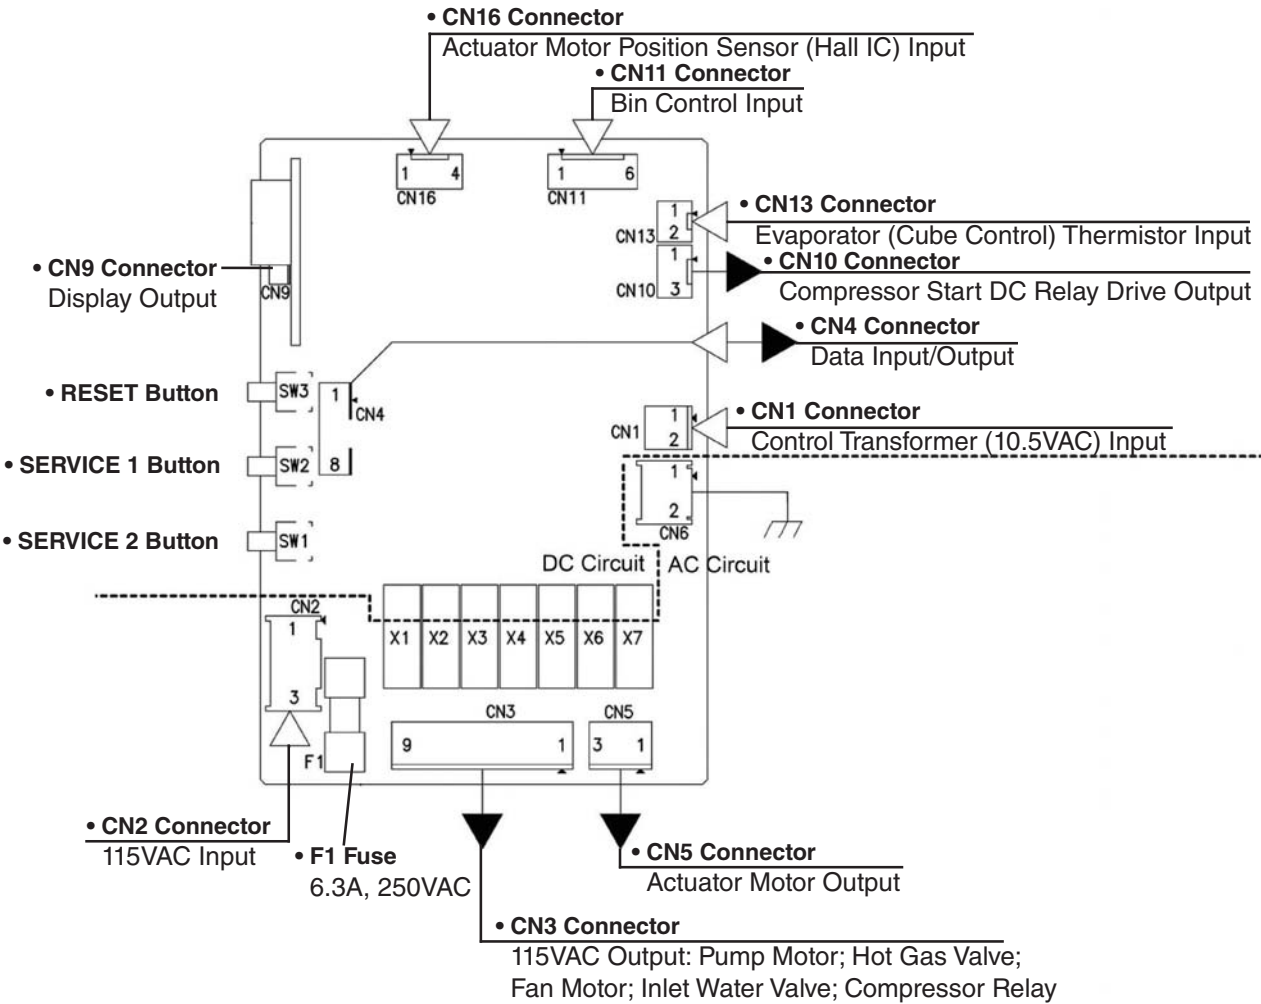 • CN16 Connector
Actuator Motor Position Sensor (Hall IC) Input
• CN11 Connector
Bin Control Input
1 4
CN16
1 6
CN11
1
CN13 2
• CN13 Connector
Evaporator (Cube Control) Thermistor Input
1
CN10 3
• CN10 Connector
Compressor Start DC Relay Drive Output
• CN9 Connector
Display Output
CN9
• CN4 Connector
Data Input/Output
• RESET Button
SW3
1
CN4
8
CN1
1
2
• CN1 Connector
Control Transformer (10.5VAC) Input
• SERVICE 1 Button
SW2
1
2
CN6
• SERVICE 2 Button
SW1
DC Circuit
AC Circuit
CN2
1
3
X1 X2 X3 X4 X5 X6 X7
CN3
9 1
CN5
3 1
F1
• CN2 Connector
115VAC Input
• F1 Fuse
6.3A, 250VAC
• CN5 Connector
Actuator Motor Output
• CN3 Connector
115VAC Output: Pump Motor; Hot Gas Valve;
Fan Motor; Inlet Water Valve; Compressor Relay